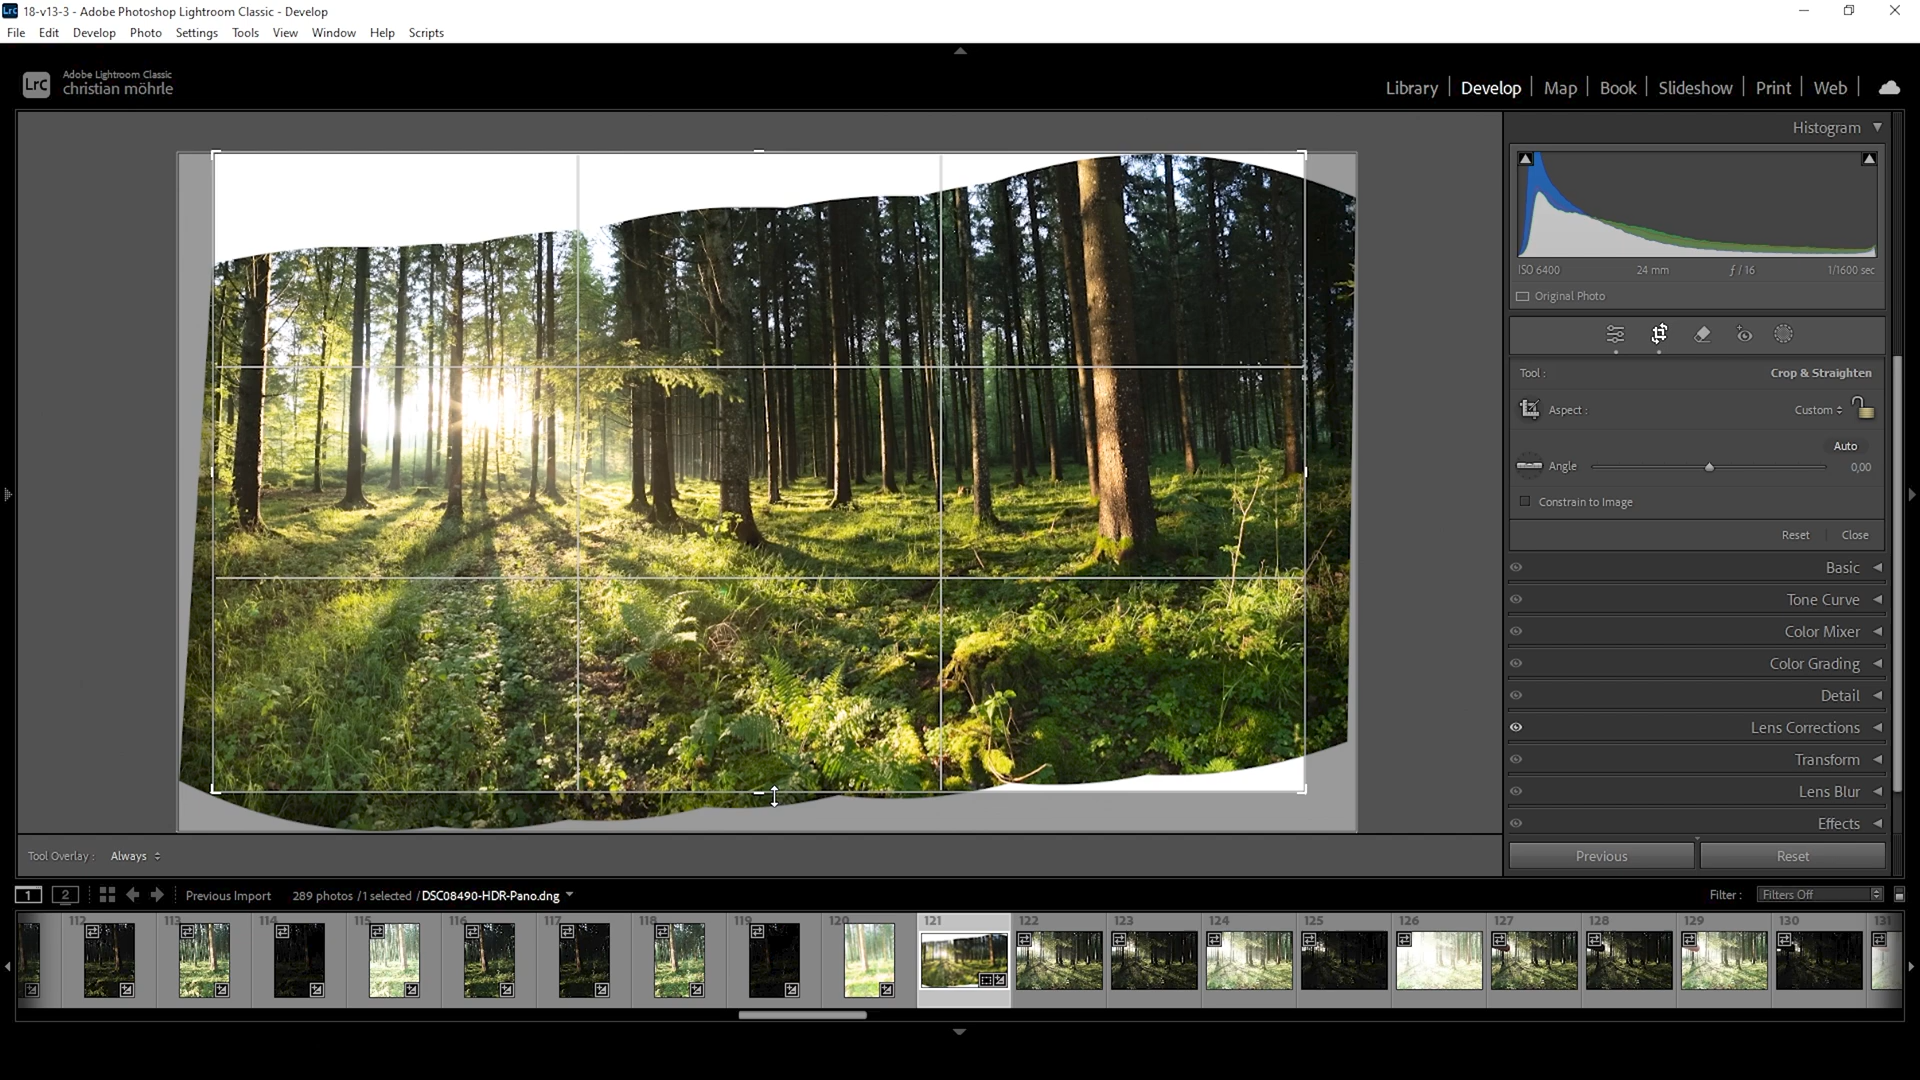 Lrc 18-v13-3 - Adobe Photoshop Lightroom Classic - Develop
File Edit Develop Photo Settings Tools View Window Help Scripts
LrC
Adobe Lightroom Classic
christian möhrle
Library | Develop | Map | Book | Slideshow | Print | Web |
Histogram
ISO 6400 24 mm ƒ / 16 1/1600 sec
Original Photo
Tool : Crop & Straighten
Aspect : Custom
Auto
Angle 0,00
Constrain to Image
Reset Close
Basic
Tone Curve
Color Mixer
Color Grading
Detail
Lens Corrections
Transform
Lens Blur
Effects
Tool Overlay : Always
Previous Reset
1 2 Previous Import 289 photos / 1 selected / DSC08490-HDR-Pano.dng Filter : Filters Off
112 113 114 115 116 117 118 119 120 121 122 123 124 125 126 127 128 129 130 131